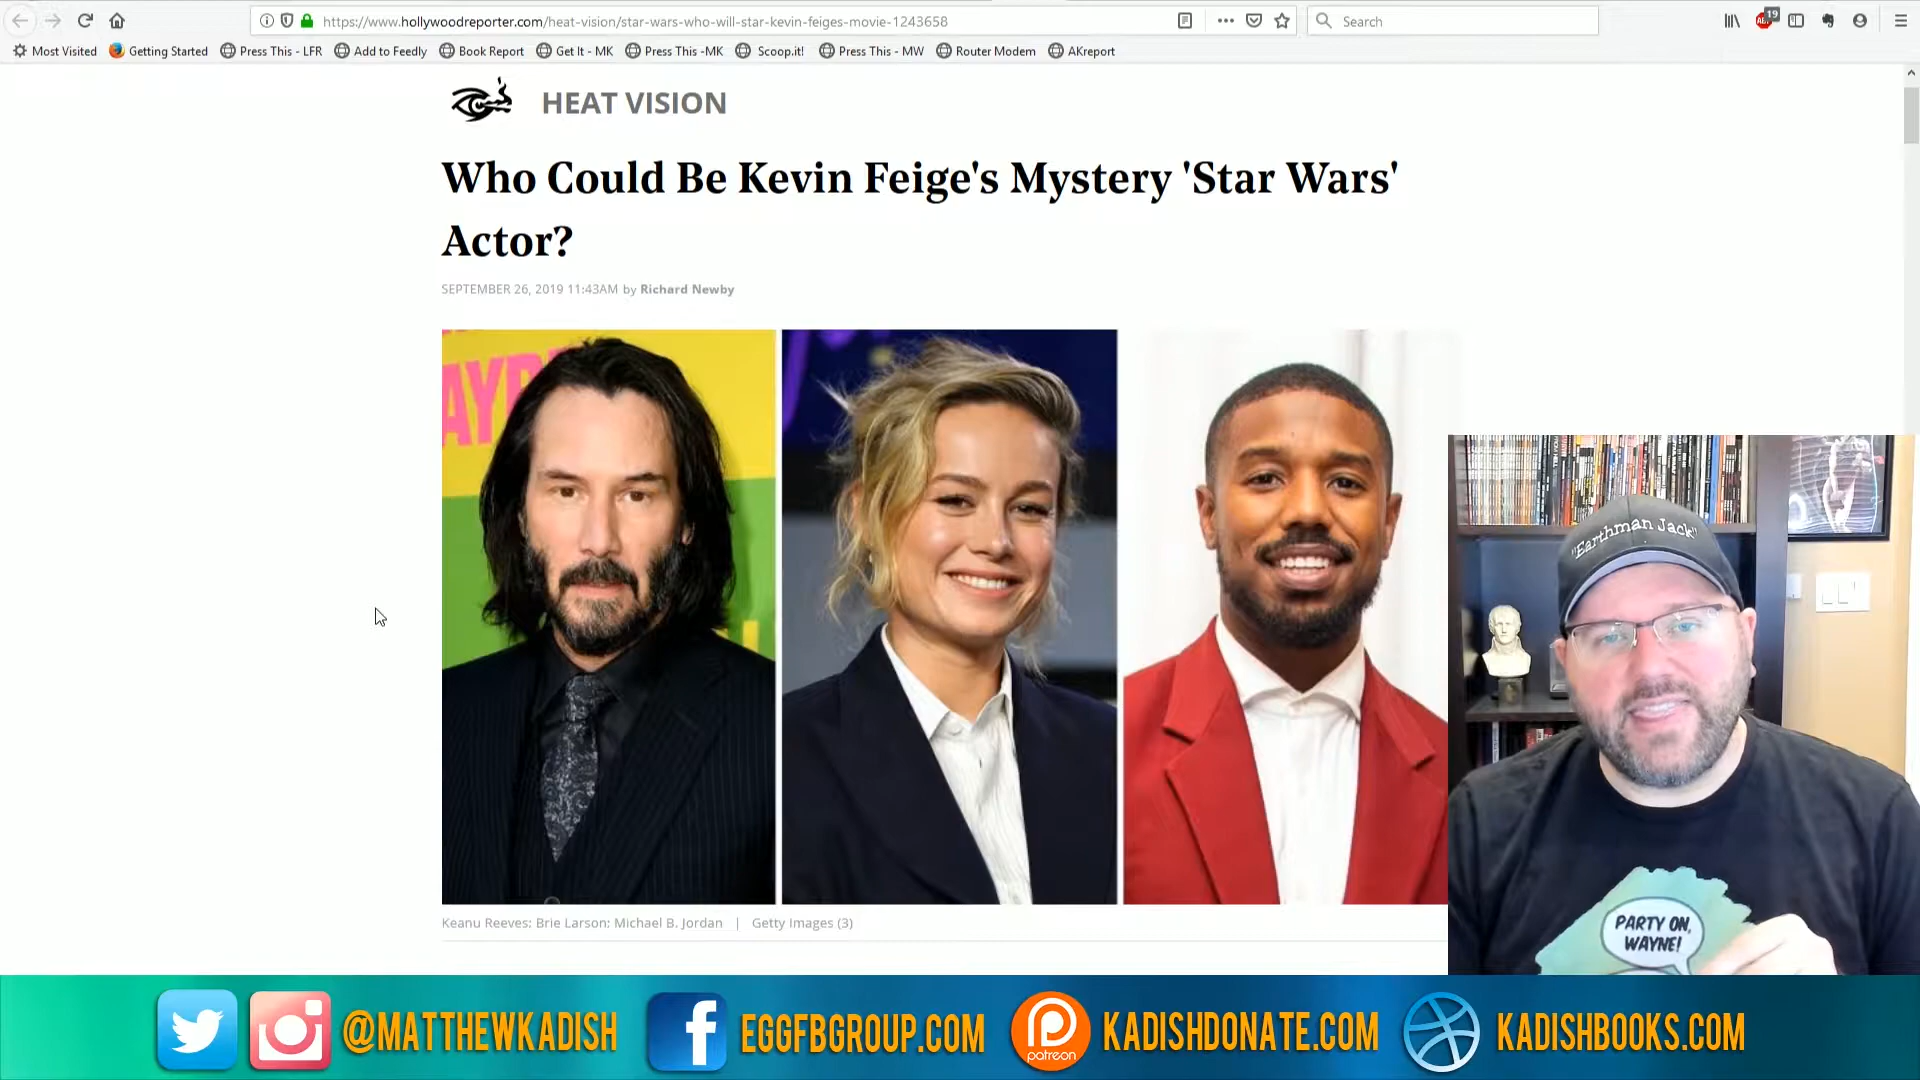 https://www.hollywoodreporter.com/heat-vision/star-wars-who-will-star-kevin-feiges-movie-1243658
Search
19
Most Visited Getting Started Press This - LFR Add to Feedly Book Report Get It - MK Press This -MK Scoop.it! Press This - MW Router Modem AKreport
HEAT VISION
Who Could Be Kevin Feige's Mystery 'Star Wars'
Actor?
SEPTEMBER 26, 2019 11:43AM by Richard Newby
Keanu Reeves; Brie Larson; Michael B. Jordan | Getty Images (3)
"Earthman Jack"
PARTY ON,
WAYNE!
@MATTHEWKADISH EGGFBGROUP.COM patreon KADISHDONATE.COM KADISHBOOKS.COM